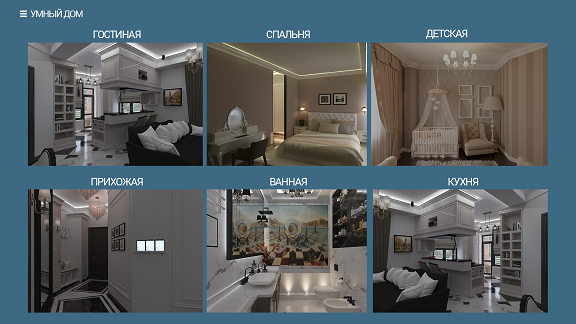 УМНЫЙ ДОМ
ГОСТИНАЯ СПАЛЬНЯ ДЕТСКАЯ
ПРИХОЖАЯ ВАННАЯ КУХНЯ